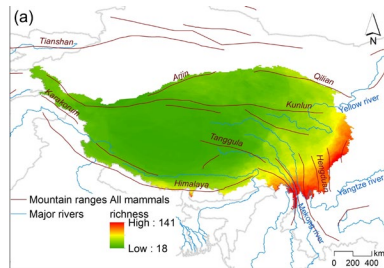 (a)
N
Tianshan
Altin
Qilian
Karakorum
Kunlun
Yellow river
Tanggula
Hengduan
Himalaya
Yangtze river
Mekong river
Mountain ranges All mammals
Major rivers richness
High : 141
Low : 18
0 200 400
km